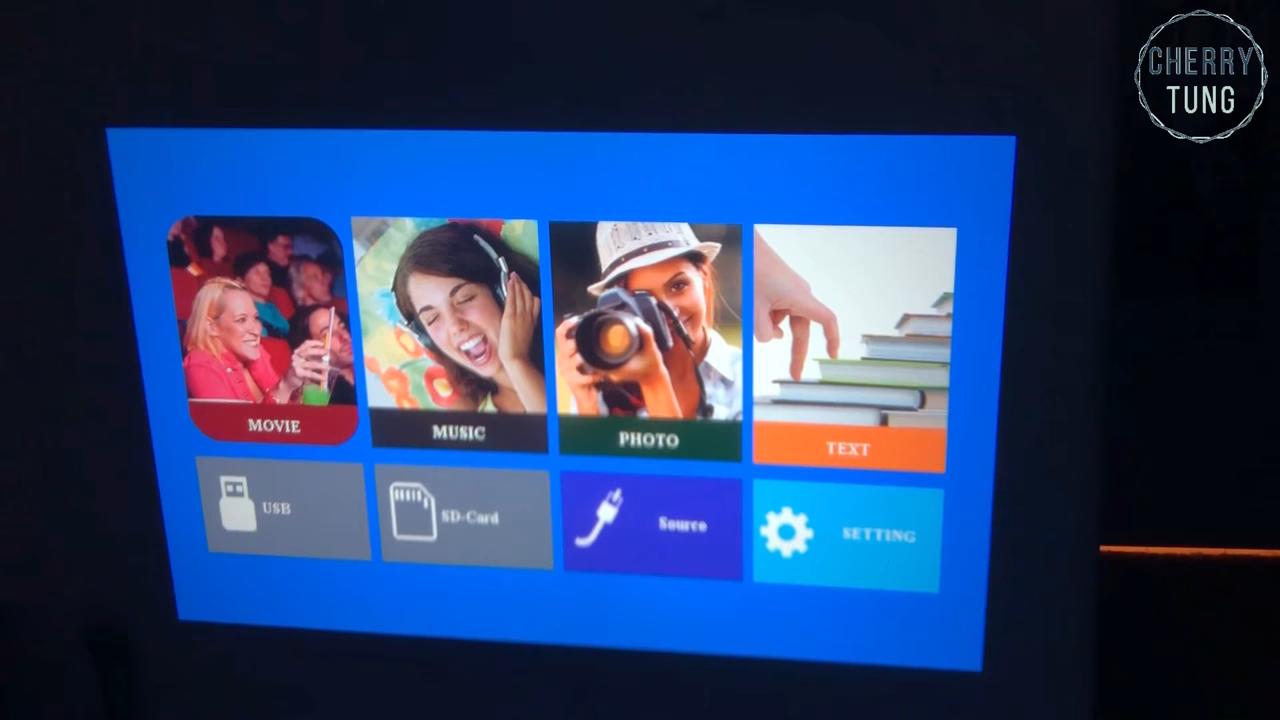 CHERRY
TUNG
MOVIE
MUSIC
PHOTO
TEXT
USB
SD-Card
Source
SETTING